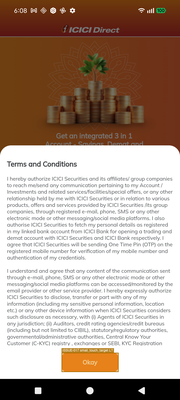 6:08
ICICI Direct
Get an Integrated 3 in 1
Account - Savings, Demat and
Terms and Conditions
I hereby authorize ICICI Securities and its affiliates/ group companies
to reach me/send any communication pertaining to my Account /
Investments and related services/facilities/special offers, or any other
relationship held by me with ICICI Securities or in relation to various
products, offers and services provided by ICICI Securities. Its group
companies, through registered e-mail, phone, SMS or any other
electronic mode or other messaging/social media platforms. I also
authorise ICICI Securities to fetch my personal details as registered
in my linked bank account from ICICI Bank for opening a trading and
demat account with ICICI Securities and ICICI Bank respectively. I
agree that ICICI Securities will be sending One Time Pin (OTP) on the
registered mobile number for verification of my mobile number and
authentication of my credentials.
I understand and agree that any content of the communication sent
through e-mail, phone, SMS or any other electronic mode or other
messaging/social media platforms can be accessed/monitored by the
email provider or other service provider. I hereby expressly authorize
ICICI Securities to disclose, transfer or part with any of my
information (including my sensitive personal information, location
etc.) or any other device information when ICICI Securities considers
such disclosure as necessary, with (i) Agents of ICICI Securities in
any jurisdiction; (ii) Auditors, credit rating agencies/credit bureaus
(including but not limited to CIBIL), statutory/regulatory authorities,
governmental/administrative authorities, Central Know Your
Customer (C-KYC) registry , exchanges or SEBI, KYC Registration
Okay